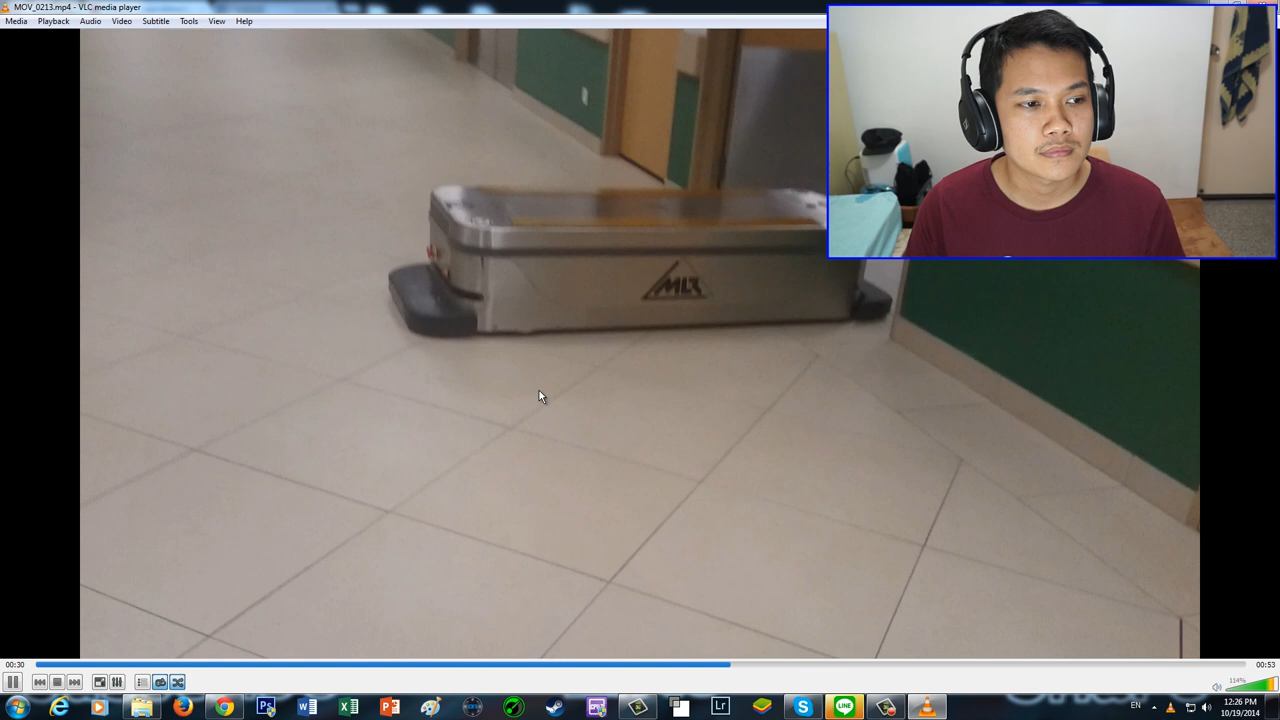 MOV_0213.mp4 - VLC media player
Media Playback Audio Video Subtitle Tools View Help
MLR
00:30
00:53
114%
EN
12:26 PM
10/19/2014